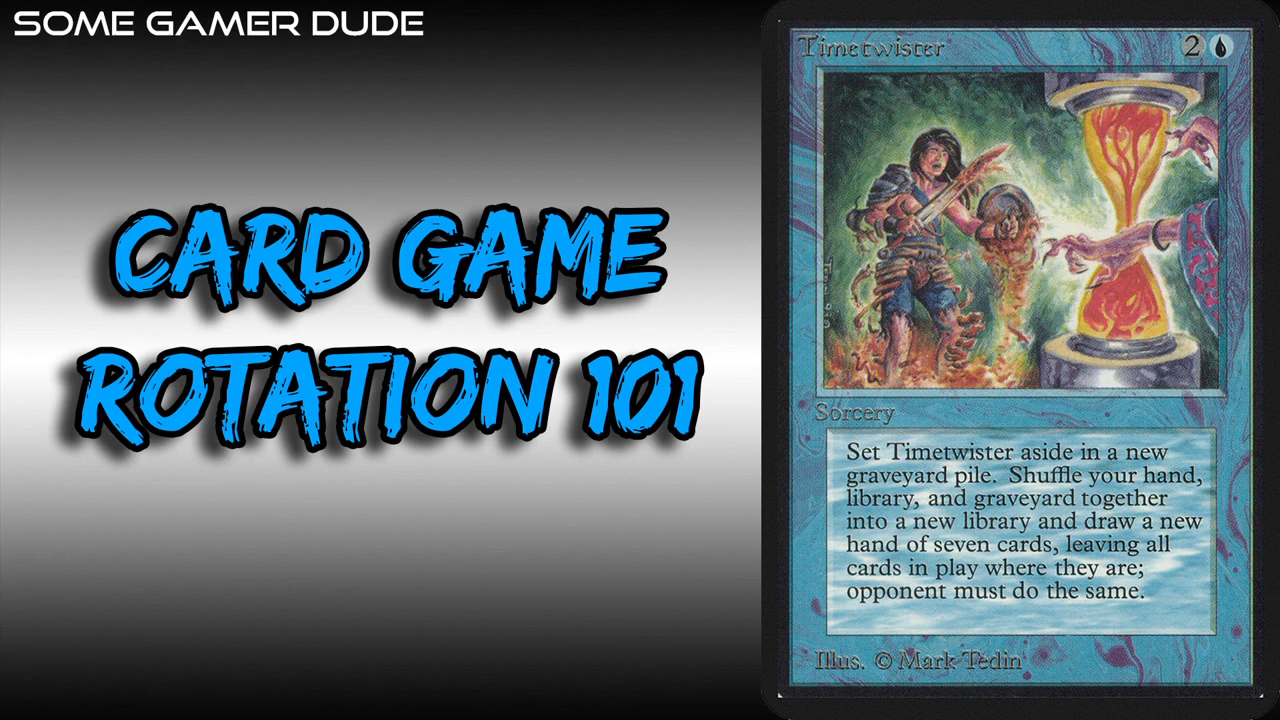 SOME GAMER DUDE
CARD GAME
ROTATION 101
Timetwister
2
Sorcery
Set Timetwister aside in a new
graveyard pile. Shuffle your hand,
library, and graveyard together
into a new library and draw a new
hand of seven cards, leaving all
cards in play where they are;
opponent must do the same.
Illus. © Mark Tedin